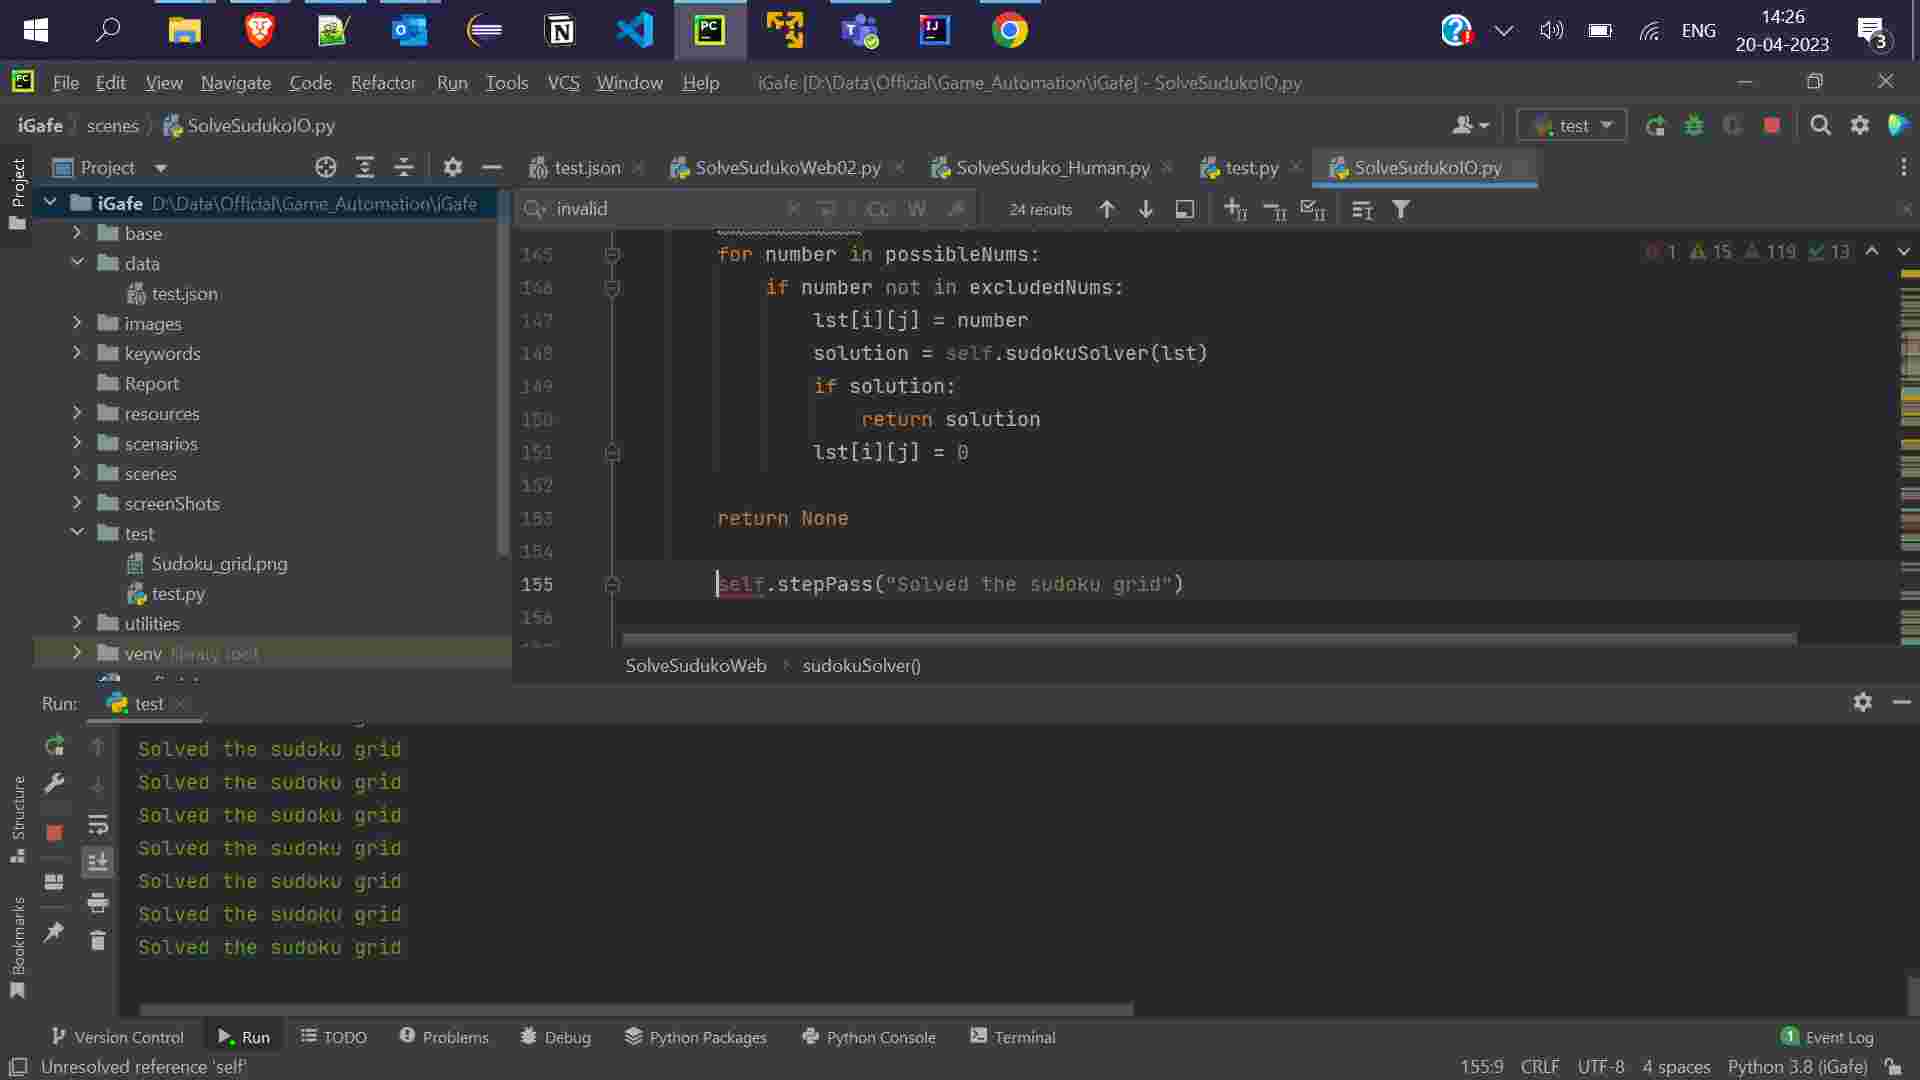 ENG
14:26
20-04-2023
3
File Edit View Navigate Code Refactor Run Tools VCS Window Help iGafe [D:\Data\Official\Game_Automation\iGafe] - SolveSudukoIO.py
iGafe scenes SolveSudukoIO.py
test
Project
test.json SolveSudukoWeb02.py SolveSuduko_Human.py test.py SolveSudukoIO.py
Project
iGafe D:\Data\Official\Game_Automation\iGafe
invalid Cc W 24 results
base
data
test.json
images
keywords
Report
resources
scenarios
scenes
screenShots
test
Sudoku_grid.png
test.py
utilities
venv library root
1 15 119 13
145 for number in possibleNums:
146 if number not in excludedNums:
147 lst[i][j] = number
148 solution = self.sudokuSolver(lst)
149 if solution:
150 return solution
151 lst[i][j] = 0
152
153 return None
154
155 self.stepPass("Solved the sudoku grid")
156
SolveSudukoWeb sudokuSolver()
Run: test
Solved the sudoku grid
Solved the sudoku grid
Solved the sudoku grid
Solved the sudoku grid
Solved the sudoku grid
Solved the sudoku grid
Solved the sudoku grid
Structure
Bookmarks
Version Control Run TODO Problems Debug Python Packages Python Console Terminal 1 Event Log
Unresolved reference 'self' 155:9 CRLF UTF-8 4 spaces Python 3.8 (iGafe)